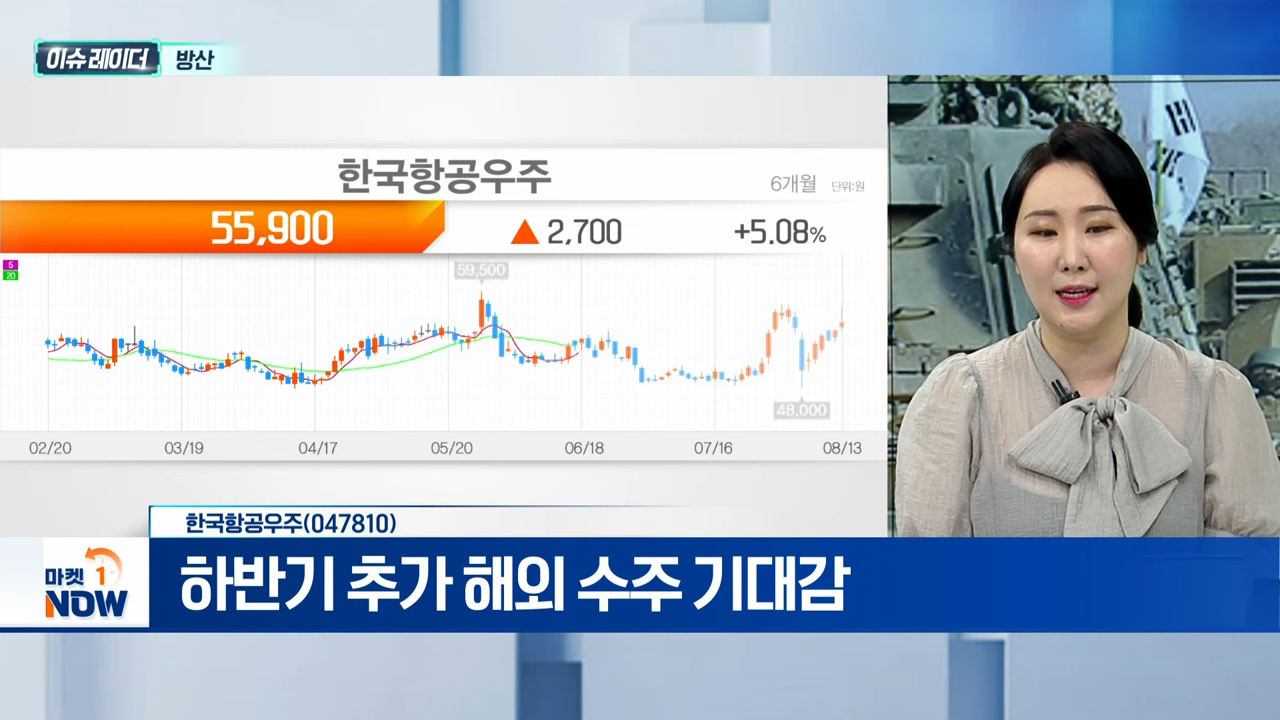 이슈레이더 방산
한국항공우주
6개월 단위:원
55,900 ▲ 2,700 +5.08%
5
20
59,500
48,000
02/20 03/19 04/17 05/20 06/18 07/16 08/13
한국항공우주(047810)
마켓 1
NOW
하반기 추가 해외 수주 기대감